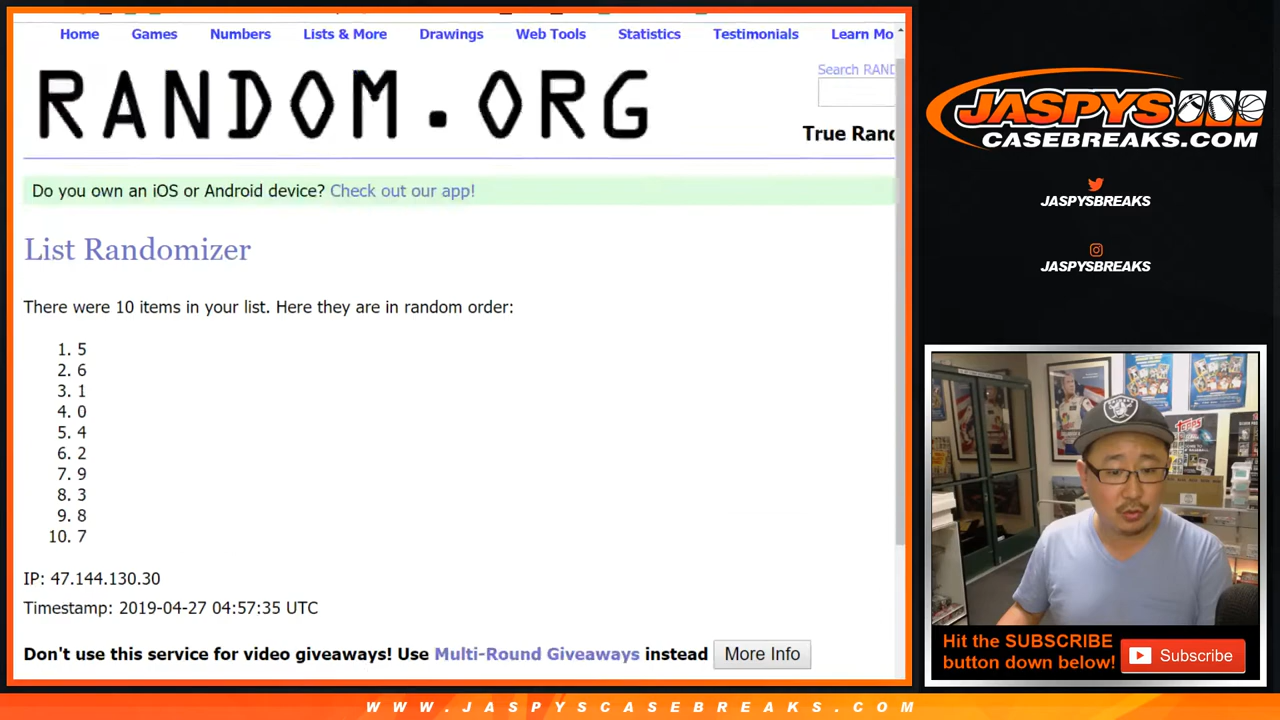 Home Games Numbers Lists & More Drawings Web Tools Statistics Testimonials Learn Mo
RANDOM.ORG
Search RAND
True Rand
Do you own an iOS or Android device? Check out our app!
List Randomizer
There were 10 items in your list. Here they are in random order:
1. 5
2. 6
3. 1
4. 0
5. 4
6. 2
7. 9
8. 3
9. 8
10. 7
IP: 47.144.130.30
Timestamp: 2019-04-27 04:57:35 UTC
Don't use this service for video giveaways! Use Multi-Round Giveaways instead More Info
JASPYS
CASEBREAKS.COM
JASPYSBREAKS
JASPYSBREAKS
topps
Hit the SUBSCRIBE
button down below!
Subscribe
WWW.JASPYSCASEBREAKS.COM